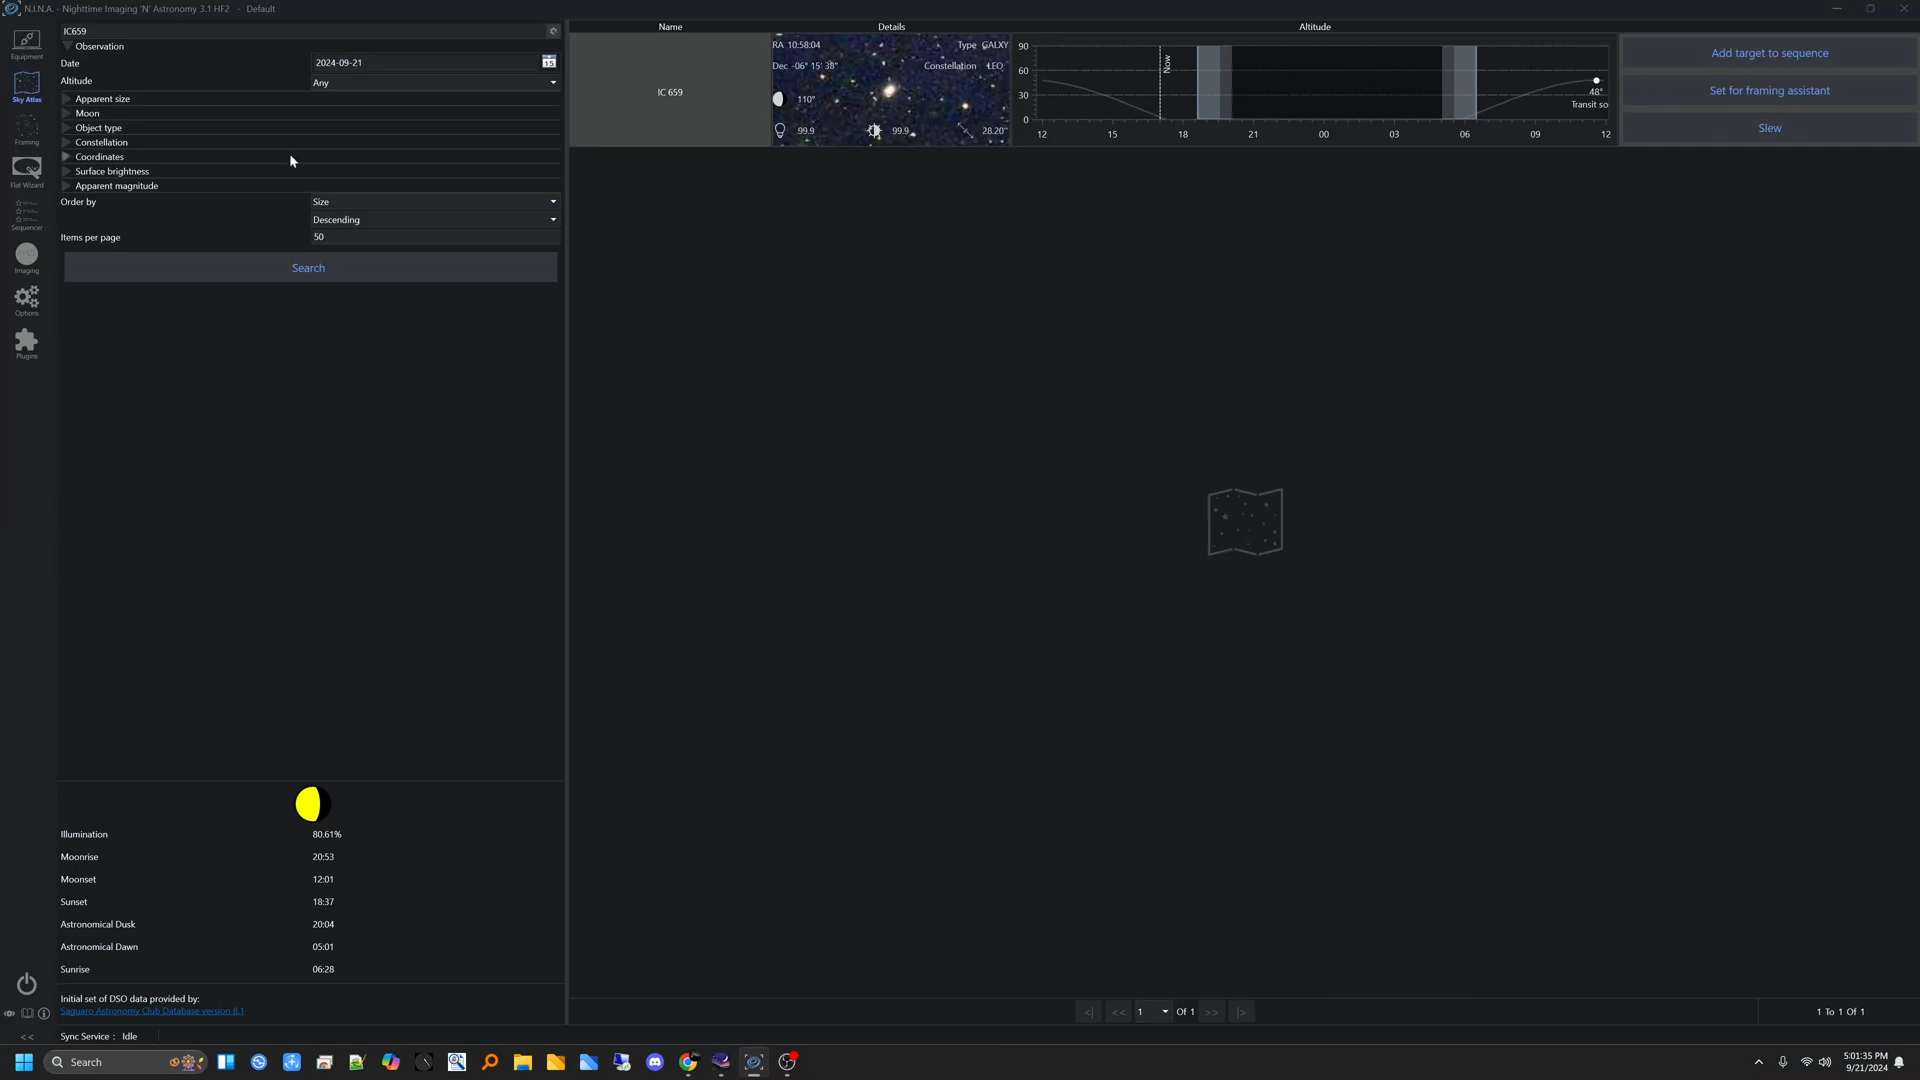 N.I.N.A. - Nighttime Imaging 'N' Astronomy 3.1 HF2 - Default
Equipment
Sky Atlas
Framing
Flat Wizard
Sequencer
Imaging
Options
Plugins
IC659
Observation
Date 2024-09-21 15
Altitude Any
Apparent size
Moon
Object type
Constellation
Coordinates
Surface brightness
Apparent magnitude
Order by Size
Descending
Items per page 50
Search
Name Details Altitude
IC 659
RA 10:58:04 Type GALXY
Dec -06° 15' 38" Constellation LEO
110°
99.9 99.9 28.20"
90
60
30
0
Now
48°
Transit so
12 15 18 21 00 03 06 09 12
Add target to sequence
Set for framing assistant
Slew
Illumination 80.61%
Moonrise 20:53
Moonset 12:01
Sunset 18:37
Astronomical Dusk 20:04
Astronomical Dawn 05:01
Sunrise 06:28
Initial set of DSO data provided by:
Saguaro Astronomy Club Database version 8.1
<| << 1 Of 1 >> |>
1 To 1 Of 1
<< Sync Service : Idle
Search
5:01:35 PM
9/21/2024